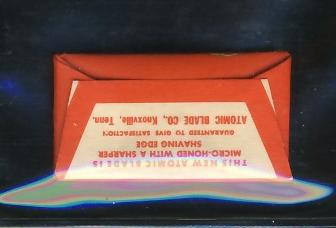 THIS NEW ATOMIC BLADE IS
MICRO-HONED WITH A SHARPER
SHAVING EDGE
GUARANTEED TO GIVE SATISFACTION
ATOMIC BLADE CO., Knoxville, Tenn.